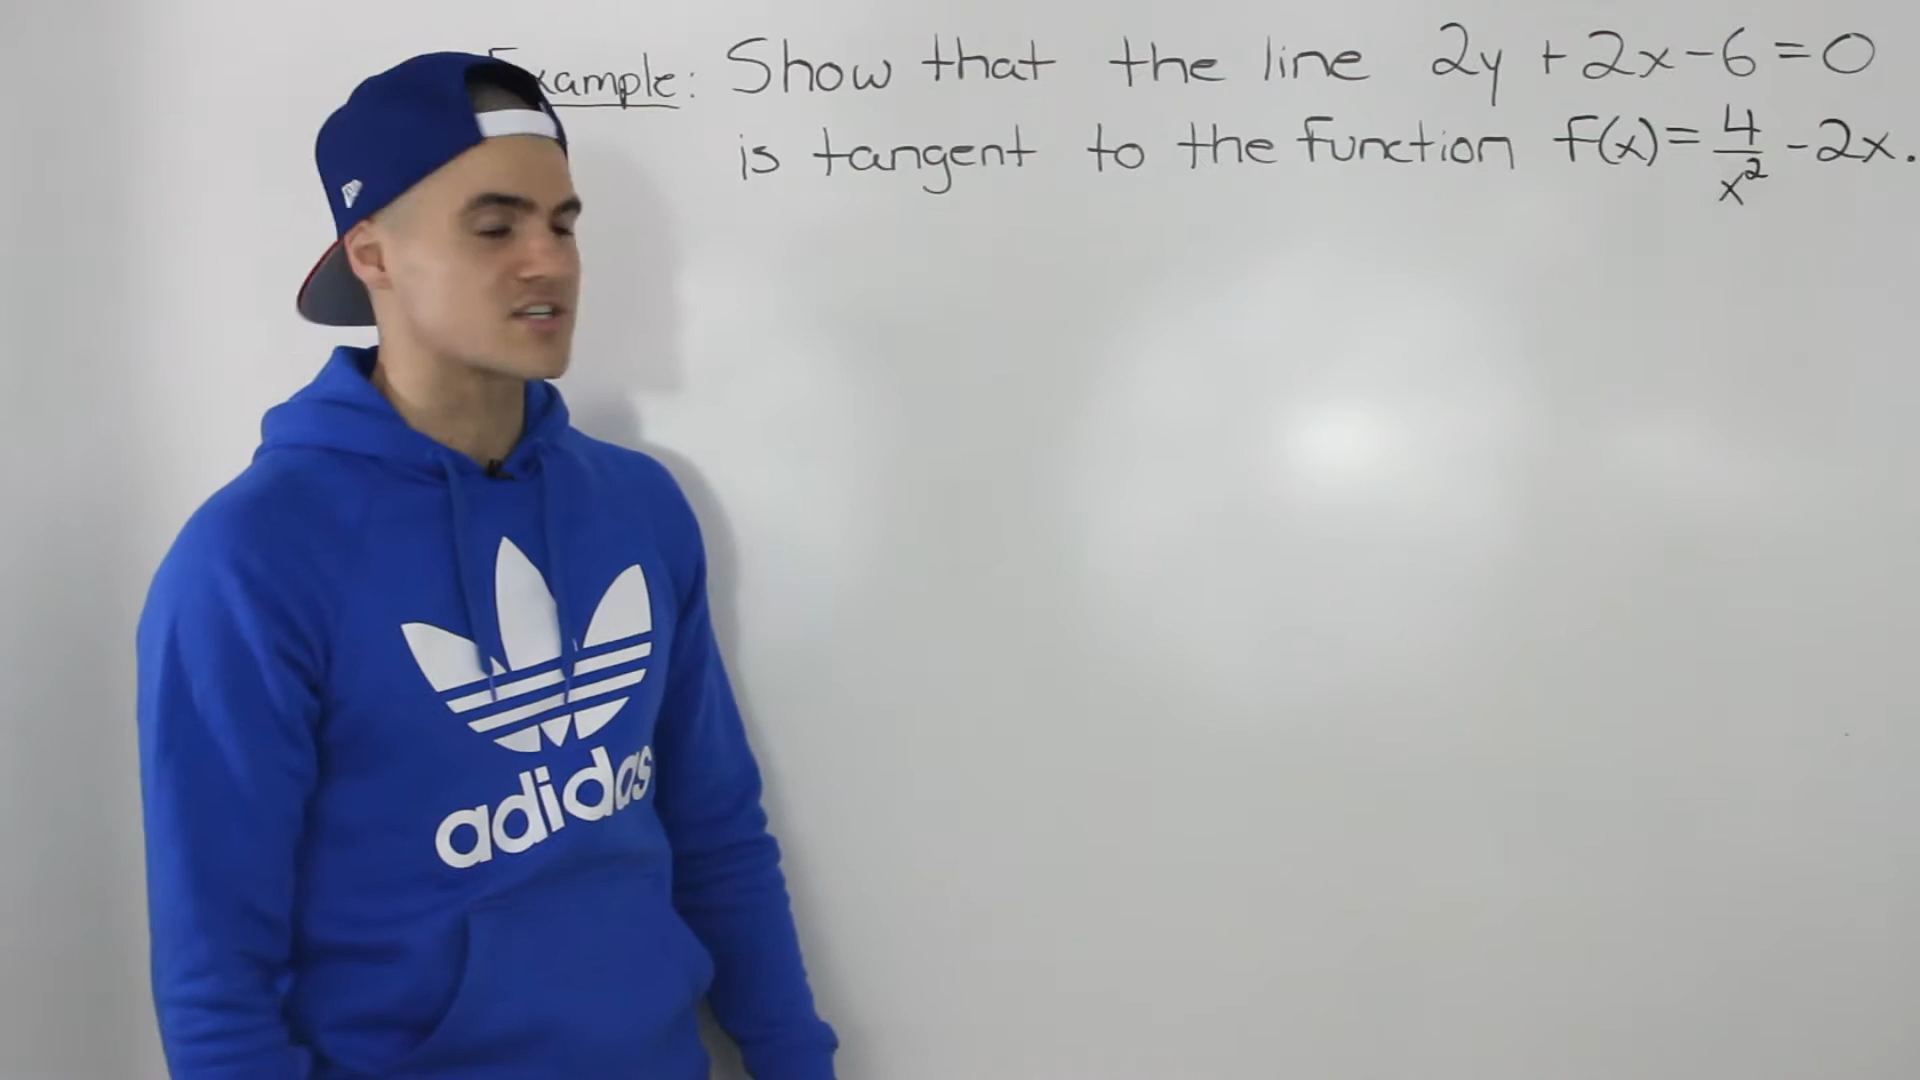 Example: Show that the line 2y + 2x - 6 = 0
is tangent to the function f(x) = 4/x² - 2x.
adidas